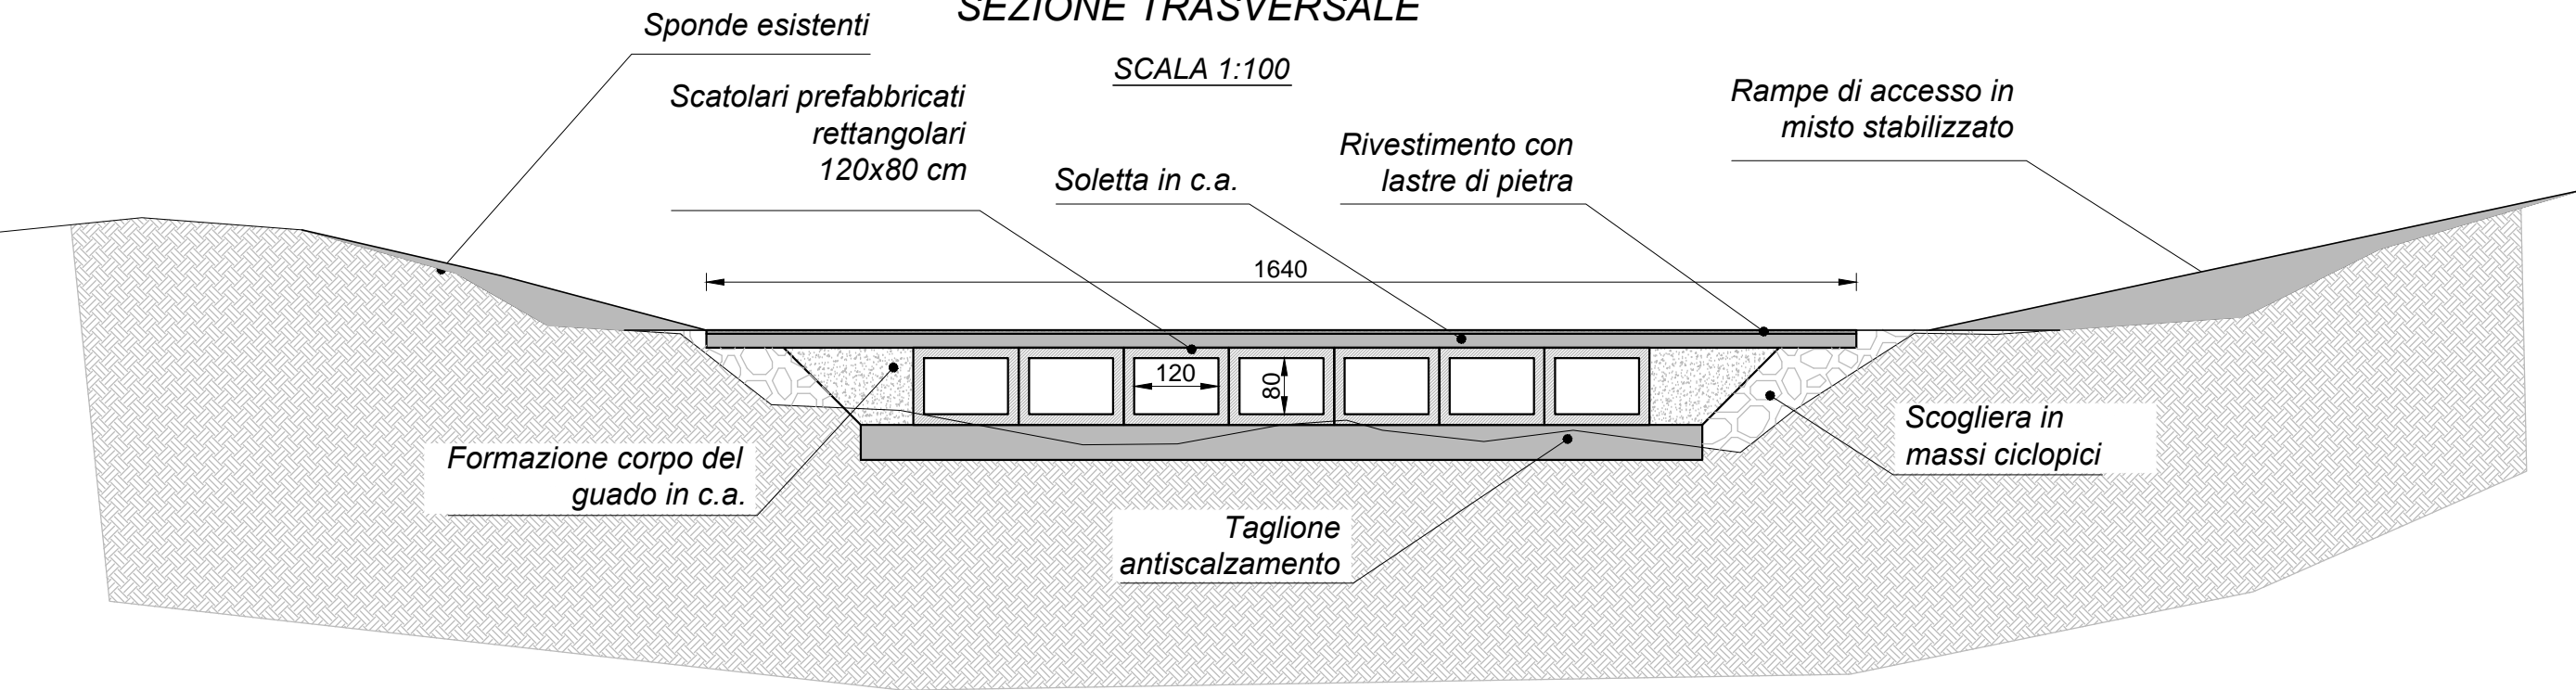 SEZIONE TRASVERSALE
SCALA 1:100
Sponde esistenti
Scatolari prefabbricati
rettangolari
120x80 cm
Soletta in c.a.
Rivestimento con
lastre di pietra
Rampe di accesso in
misto stabilizzato
1640
120
80
Formazione corpo del
guado in c.a.
Taglione
antiscalzamento
Scogliera in
massi ciclopici